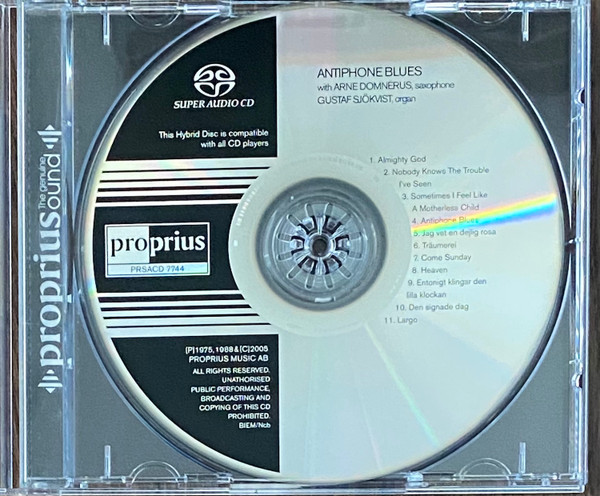 proprius
the genuine
sound
SUPER AUDIO CD
This Hybrid Disc is compatible
with all CD players
proprius
PRSACD 7744
(P)1975, 1988 & (C)2005
PROPRIUS MUSIC AB
ALL RIGHTS RESERVED.
UNAUTHORISED
PUBLIC PERFORMANCE,
BROADCASTING AND
COPYING OF THIS CD
PROHIBITED.
BIEM/Ncb
ANTIPHONE BLUES
with ARNE DOMNERUS, saxophone
GUSTAF SJÖKVIST, organ
1. Almighty God
2. Nobody Knows The Trouble
I've Seen
3. Sometimes I Feel Like
A Motherless Child
4. Antiphone Blues
5. Jag vet en dejlig rosa
6. Träumerei
7. Come Sunday
8. Heaven
9. Entonigt klingar den
lilla klockan
10. Den signade dag
11. Largo